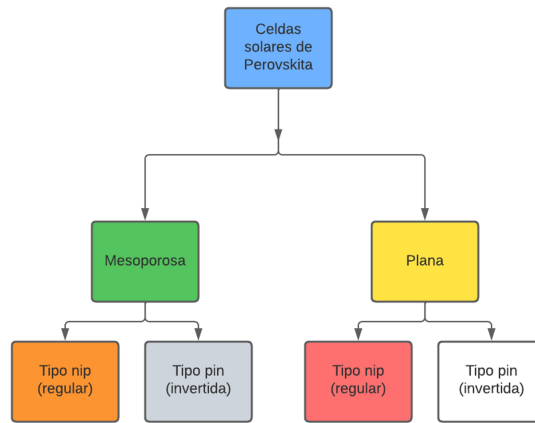 Celdas
solares de
Perovskita
Mesoporosa
Plana
Tipo nip
(regular)
Tipo pin
(invertida)
Tipo nip
(regular)
Tipo pin
(invertida)